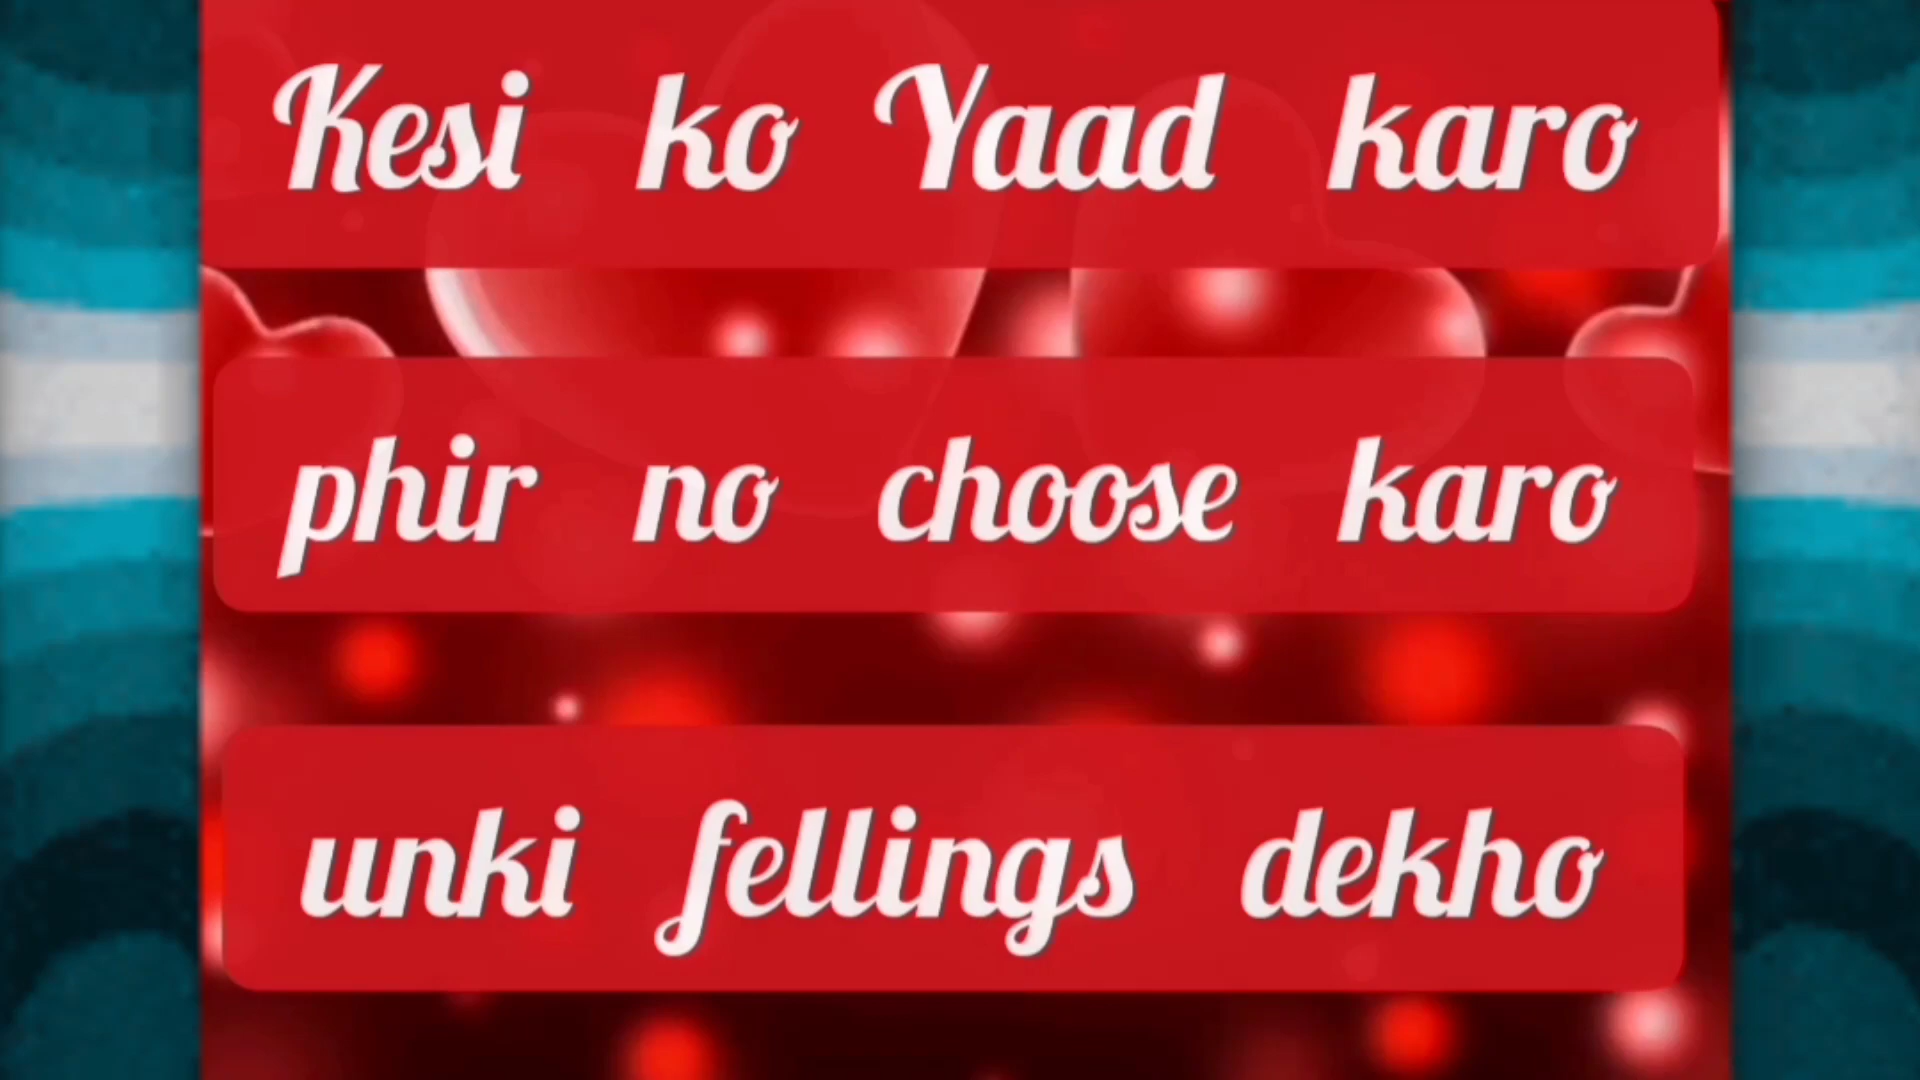 Kesi ko Yaad karo
phir no choose karo
unki fellings dekho